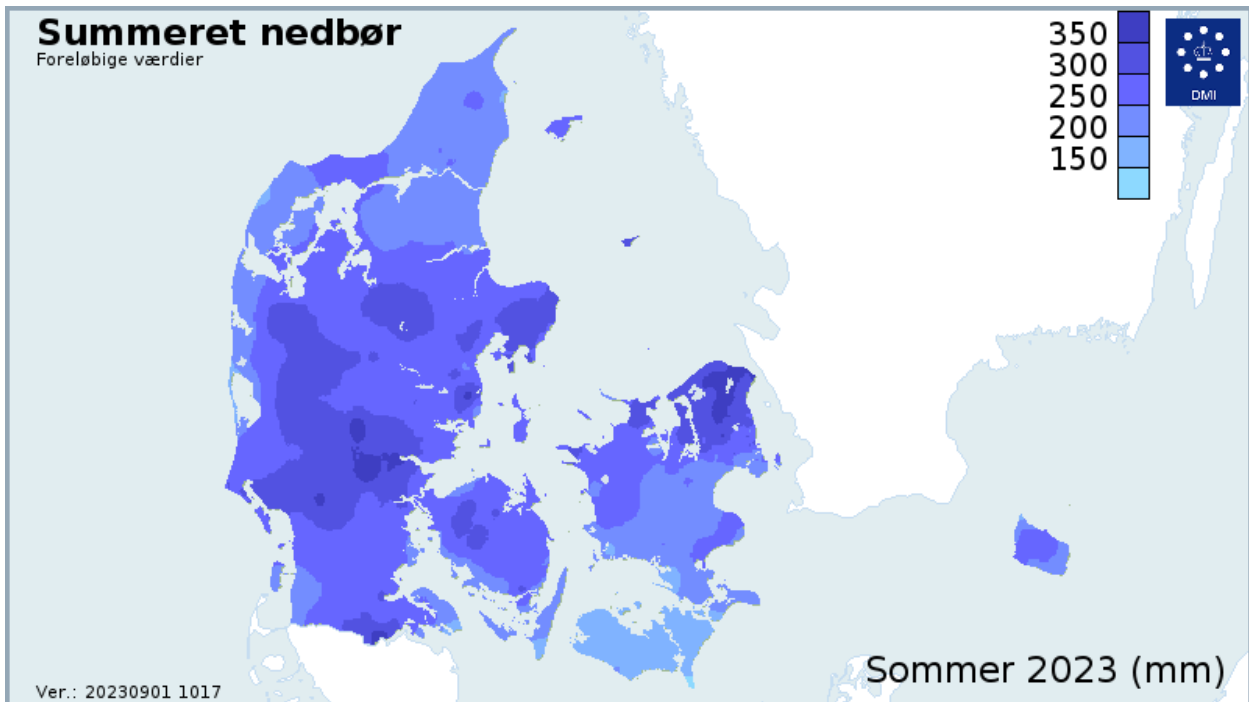 Summeret nedbør
Foreløbige værdier
350
300
250
200
150
DMI
Sommer 2023 (mm)
Ver.: 20230901 1017